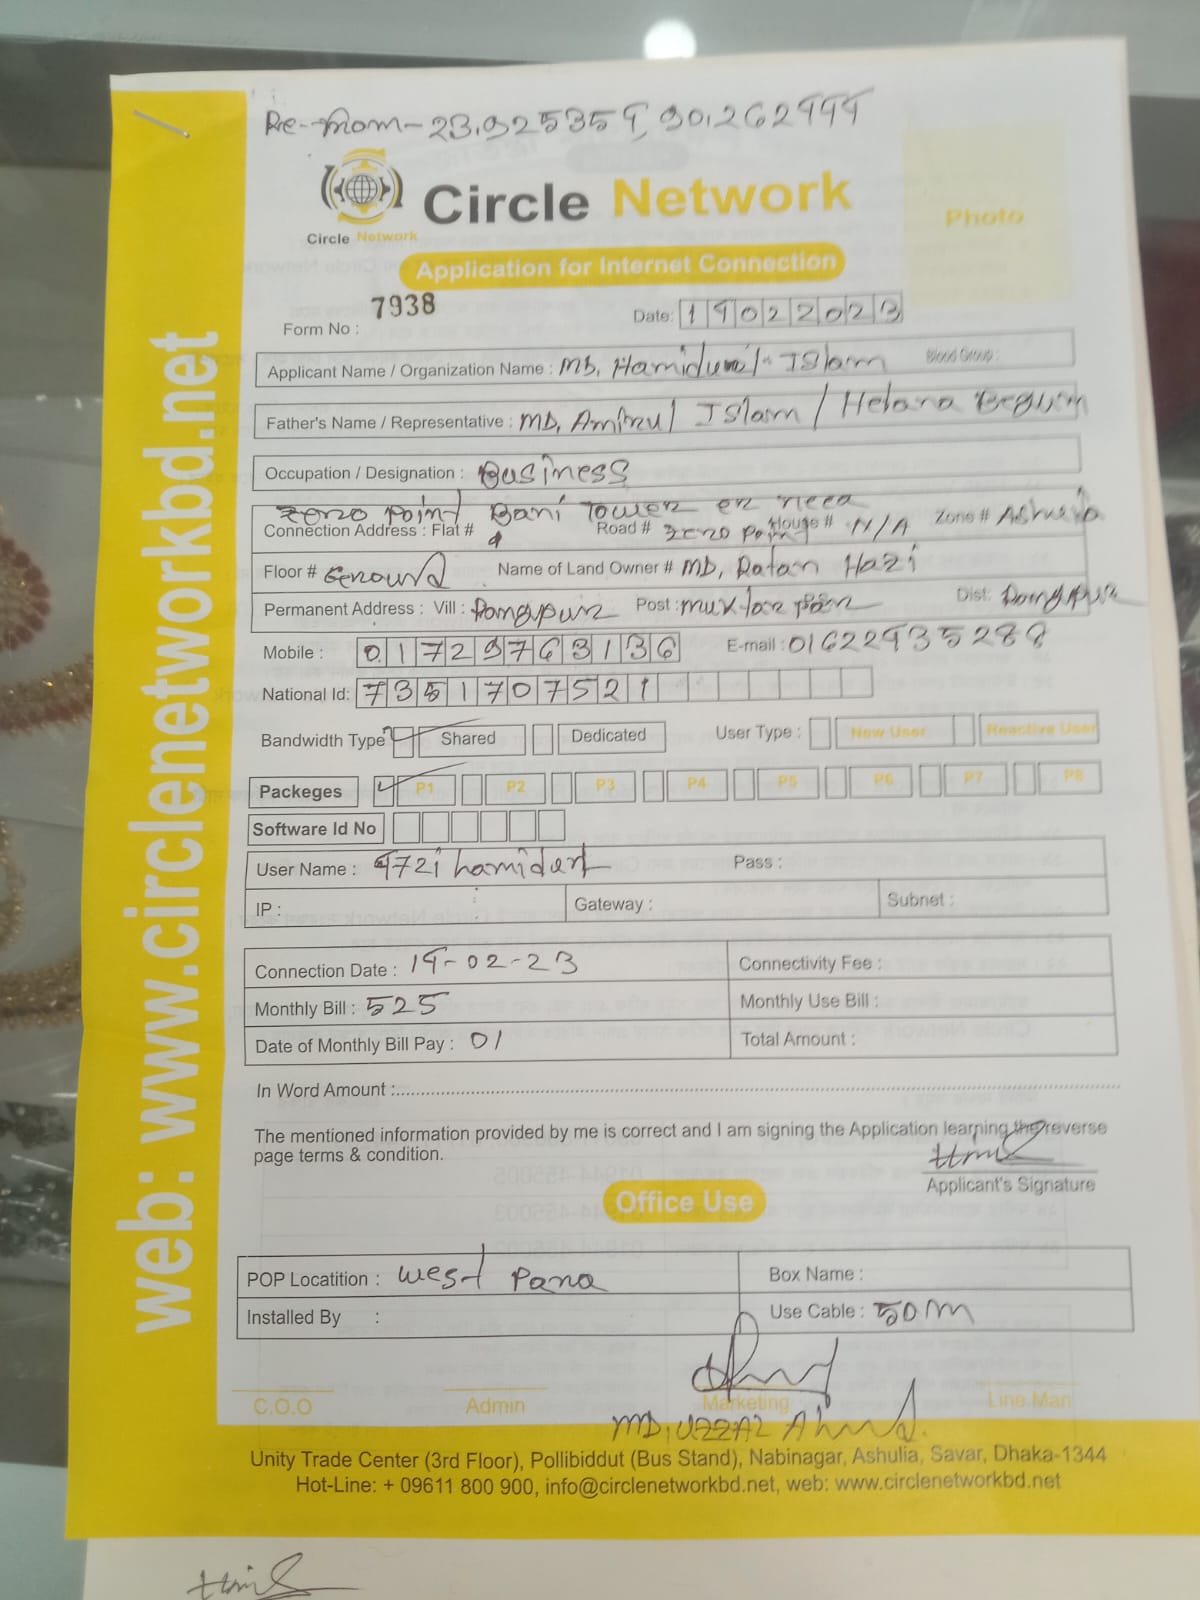 Circle Network
Circle Network
Photo
Application for Internet Connection
Form No : 7938
Date: 19022023
Applicant Name / Organization Name : MD, Hamidul Islam Blood Group :
Father's Name / Representative : MD, Amirul Islam / Helana Begum
Occupation / Designation : Business
Zero Point Bani Tower er
Connection Address : Flat # Road # Zero Point House # N/A Zone # Ashulia
Floor # Ground Name of Land Owner # MD, Ratan Hazi
Permanent Address : Vill : Rangpur Post : Dist: Rangpur
Mobile : 01729763136 E-mail : 01622935288
National Id: 7351707521
Bandwidth Type Shared Dedicated User Type : New User Reactive User
Packeges P1 P2 P3 P4 P5 P6 P7 P8
Software Id No
User Name : Pass :
IP : Gateway : Subnet :
Connection Date : 19-02-23 Connectivity Fee :
Monthly Bill : 525 Monthly Use Bill :
Date of Monthly Bill Pay : 01 Total Amount :
In Word Amount :
The mentioned information provided by me is correct and I am signing the Application learning the reverse
page terms & condition.
Applicant's Signature
Office Use
POP Locatition : West Para Box Name :
Installed By : Use Cable : 50M
C.O.O Admin Marketing Line Man
MD, UZZAL Ahmed.
Unity Trade Center (3rd Floor), Pollibiddut (Bus Stand), Nabinagar, Ashulia, Savar, Dhaka-1344
Hot-Line: + 09611 800 900, info@circlenetworkbd.net, web: www.circlenetworkbd.net
web: www.circlenetworkbd.net